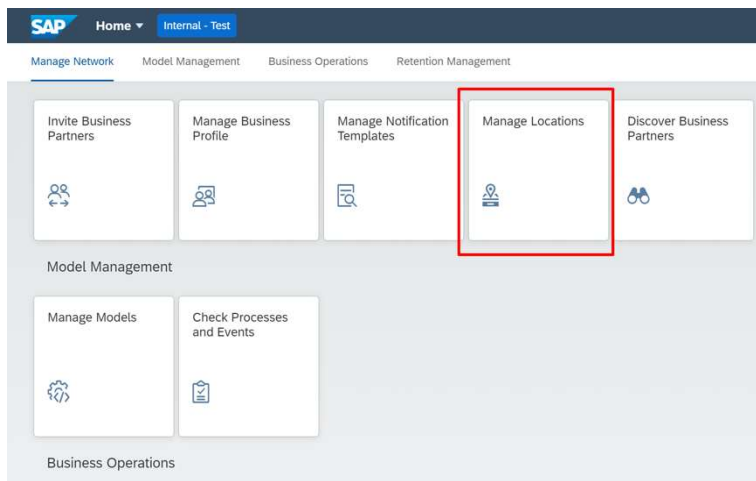 SAP Home Internal - Test
Manage Network Model Management Business Operations Retention Management
Invite Business
Partners
Manage Business
Profile
Manage Notification
Templates
Manage Locations
Discover Business
Partners
Model Management
Manage Models
Check Processes
and Events
Business Operations